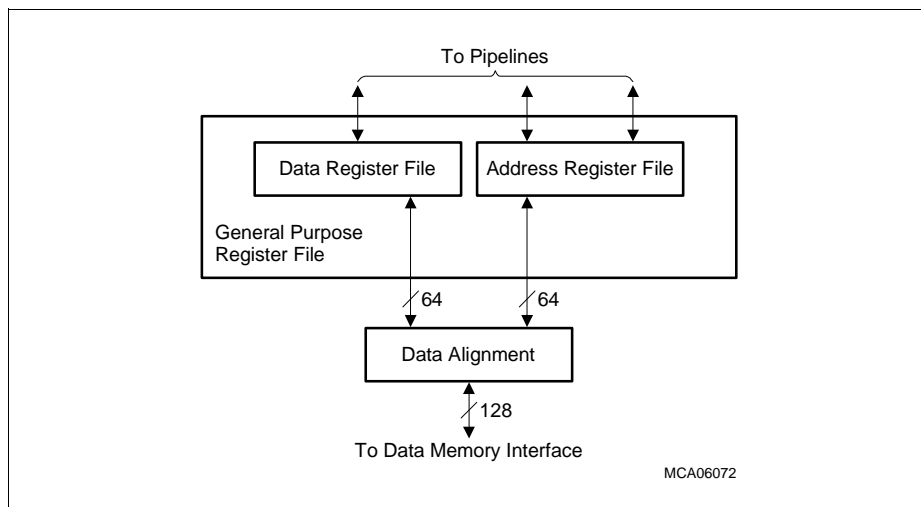 To Pipelines
Data Register File
Address Register File
General Purpose
Register File
64
64
Data Alignment
128
To Data Memory Interface
MCA06072